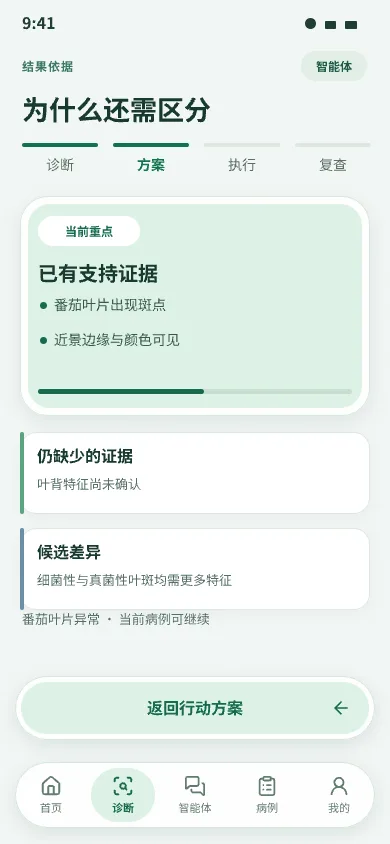 9:41
结果依据
智能体
为什么还需区分
诊断
方案
执行
复查
当前重点
已有支持证据
番茄叶片出现斑点
近景边缘与颜色可见
仍缺少的证据
叶背特征尚未确认
候选差异
细菌性与真菌性叶斑均需更多特征
番茄叶片异常 · 当前病例可继续
返回行动方案
首页
诊断
智能体
病例
我的